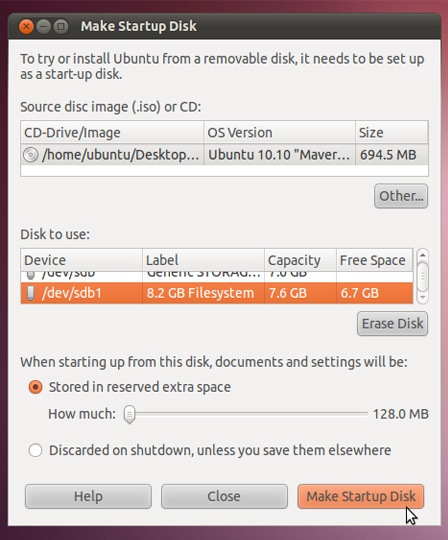 Make Startup Disk
To try or install Ubuntu from a removable disk, it needs to be set up
as a start-up disk.
Source disc image (.iso) or CD:
CD-Drive/Image OS Version Size
/home/ubuntu/Desktop... Ubuntu 10.10 "Maver... 694.5 MB
Other...
Disk to use:
Device Label Capacity Free Space
/dev/sdb Generic STORAG... 7.6 GB
/dev/sdb1 8.2 GB Filesystem 7.6 GB 6.7 GB
Erase Disk
When starting up from this disk, documents and settings will be:
Stored in reserved extra space
How much: 128.0 MB
Discarded on shutdown, unless you save them elsewhere
Help Close Make Startup Disk